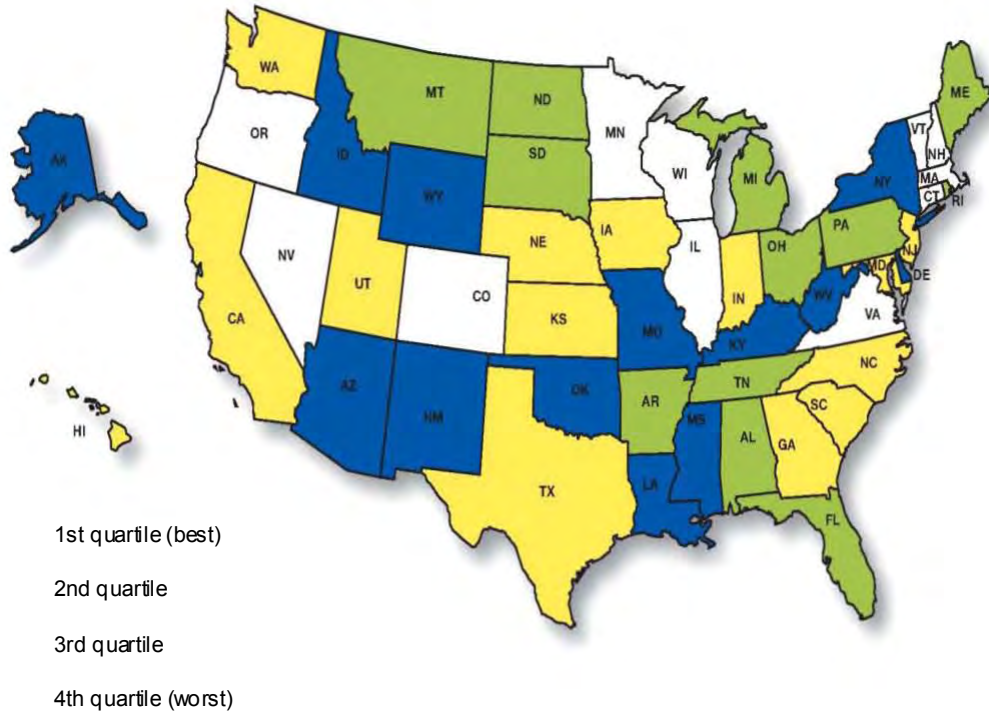 WA
MT
ND
ME
OR
MN
VT
ID
SD
WI
NH
AK
MI
NY
MA
WY
CT
RI
IA
PA
NE
OH
NJ
NV
IL
MD
UT
IN
DE
CO
WV
CA
KS
MO
VA
KY
NC
AZ
OK
TN
NM
AR
SC
MS
HI
AL
GA
LA
TX
FL
1st quartile (best)
2nd quartile
3rd quartile
4th quartile (worst)